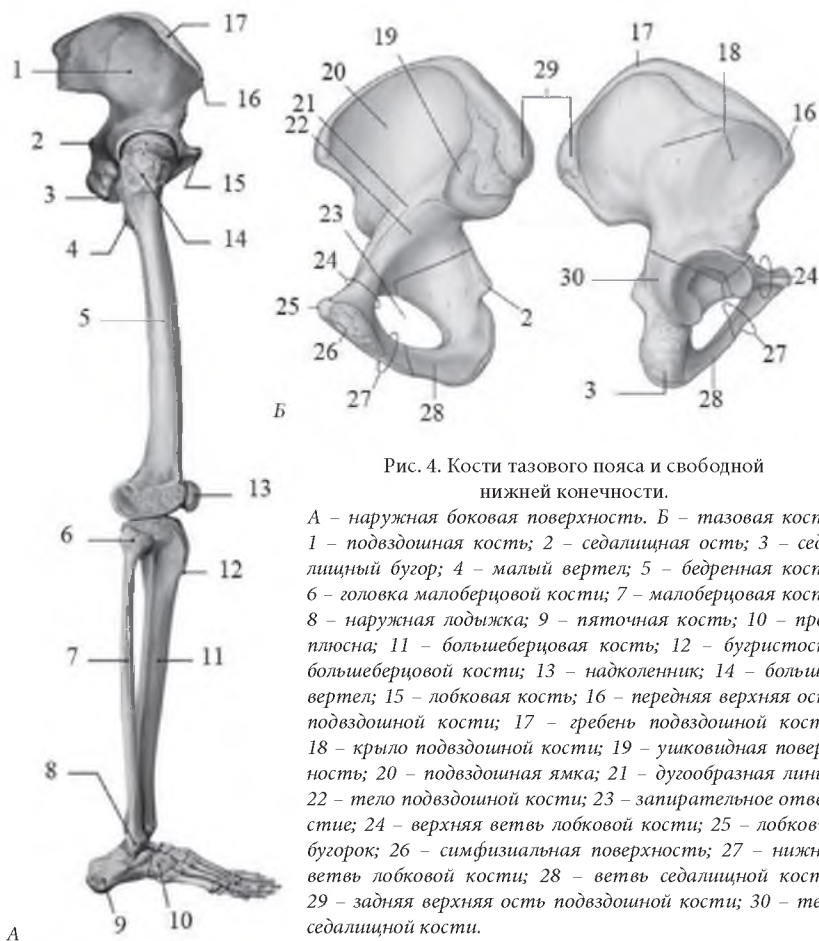 17
1
16
2
15
3
14
4
5
13
6
12
7
11
8
9
10
А
19
20
21
22
29
23
24
25
26
2
27
28
17
18
16
30
24
27
3
28
Б
Рис. 4. Кости тазового пояса и свободной
нижней конечности.
А – наружная боковая поверхность. Б – тазовая кост
1 – подвздошная кость; 2 – седалищная ость; 3 – сед
лищный бугор; 4 – малый вертел; 5 – бедренная кост
6 – головка малоберцовой кости; 7 – малоберцовая кост
8 – наружная лодыжка; 9 – пяточная кость; 10 – пре
плюсна; 11 – большеберцовая кость; 12 – бугристос
большеберцовой кости; 13 – надколенник; 14 – больш
вертел; 15 – лобковая кость; 16 – передняя верхняя ос
подвздошной кости; 17 – гребень подвздошной кост
18 – крыло подвздошной кости; 19 – ушковидная повер
ность; 20 – подвздошная ямка; 21 – дугообразная лини
22 – тело подвздошной кости; 23 – запирательное отве
стие; 24 – верхняя ветвь лобковой кости; 25 – лобков
бугорок; 26 – симфизиальная поверхность; 27 – нижн
ветвь лобковой кости; 28 – ветвь седалищной кост
29 – задняя верхняя ость подвздошной кости; 30 – те
седалищной кости.